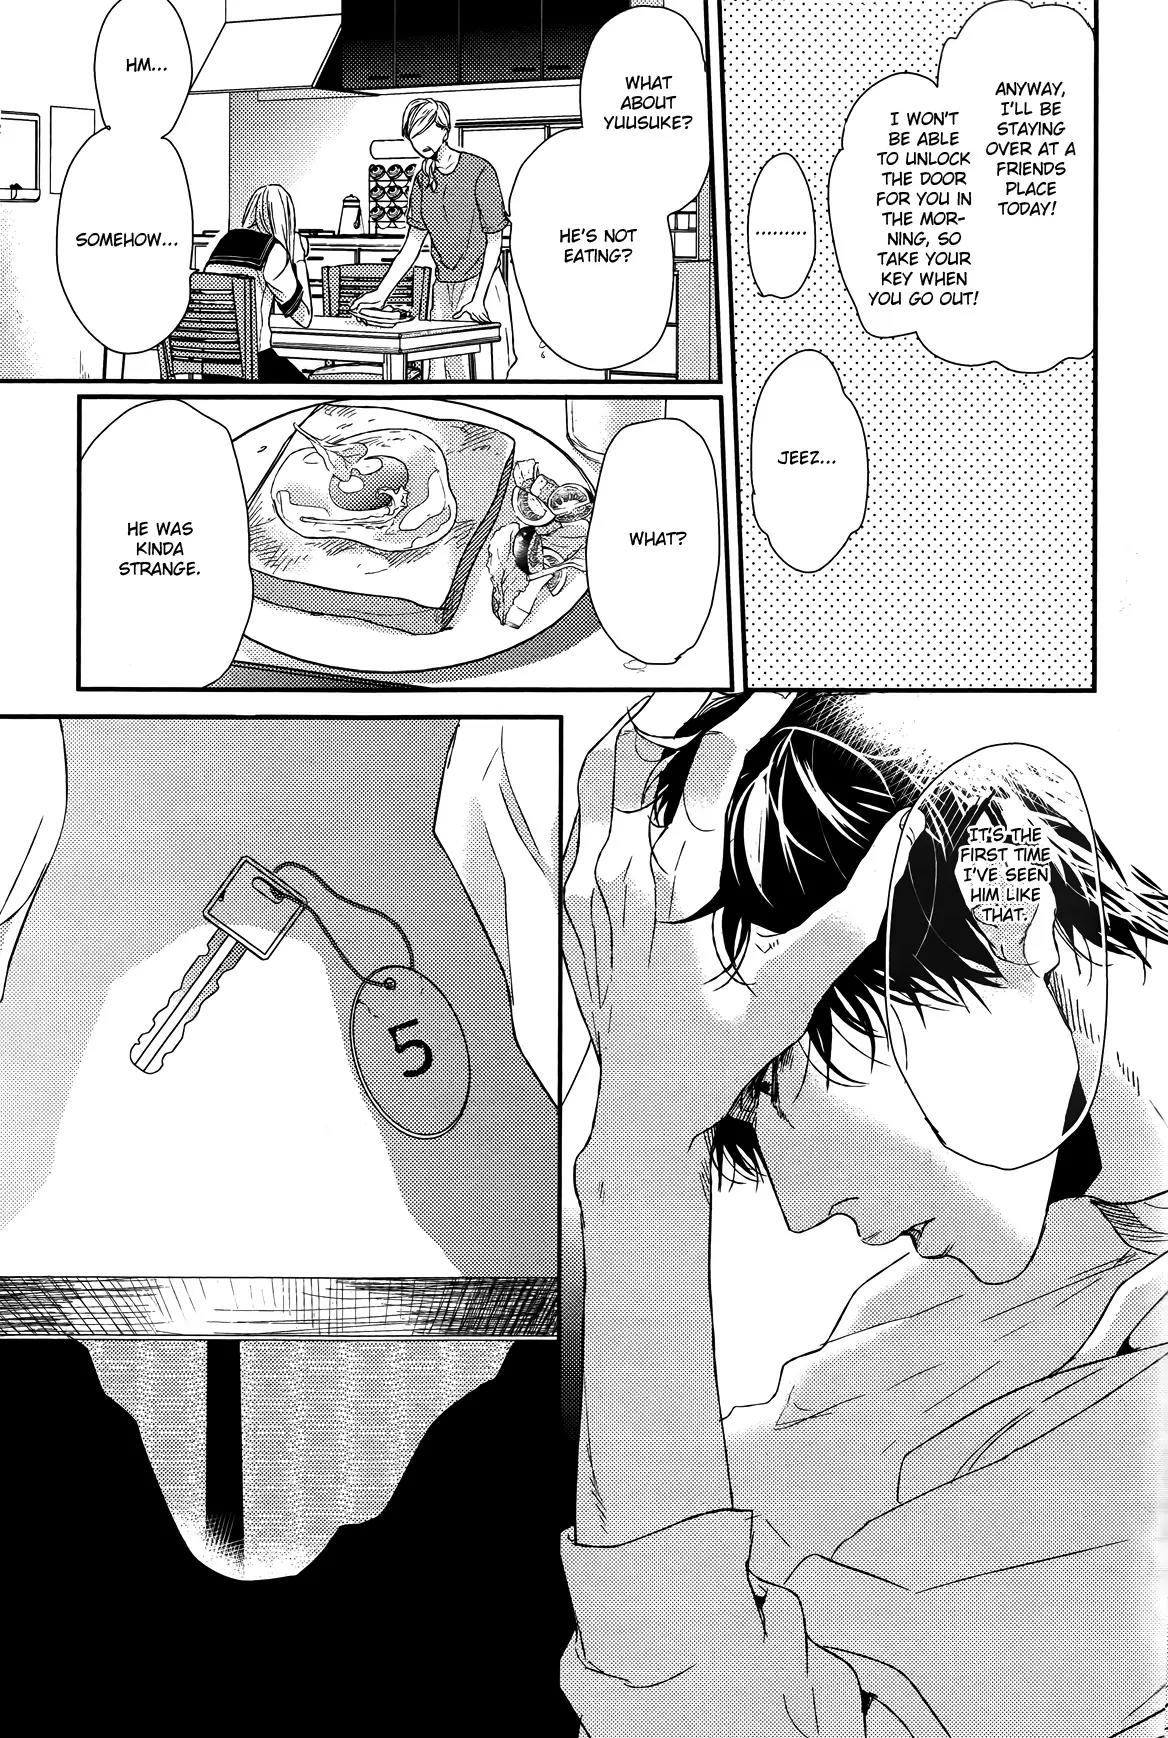 ANYWAY,
I'LL BE
STAYING
OVER AT A
FRIENDS
PLACE
TODAY!
I WON'T
BE ABLE
TO UNLOCK
THE DOOR
FOR YOU IN
THE MOR-
NING, SO
TAKE YOUR
KEY WHEN
YOU GO OUT!
..........
JEEZ...
WHAT
ABOUT
YUUSUKE?
HE'S NOT
EATING?
HM...
SOMEHOW...
WHAT?
HE WAS
KINDA
STRANGE.
IT'S THE
FIRST TIME
I'VE SEEN
HIM LIKE
THAT.
5